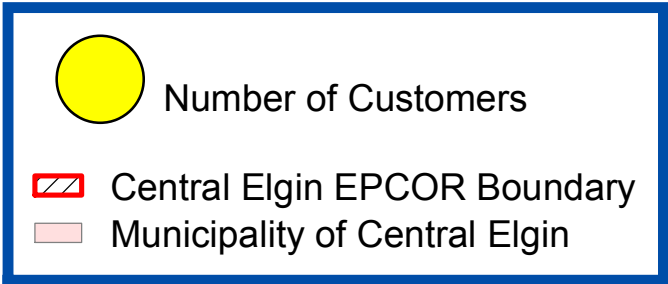 Number of Customers
Central Elgin EPCOR Boundary
Municipality of Central Elgin